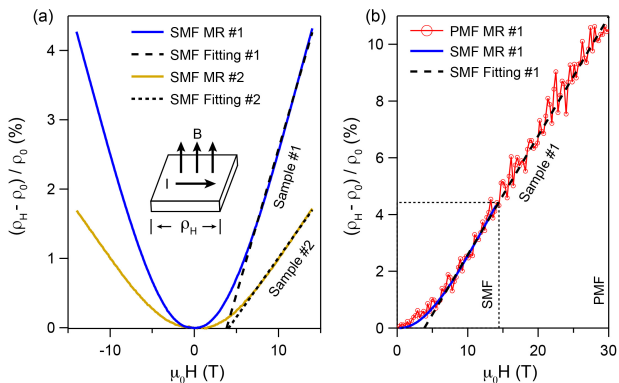 (a)
(ρH - ρ0) / ρ0 (%)
4
3
2
1
0
SMF MR #1
SMF Fitting #1
SMF MR #2
SMF Fitting #2
B
I
ρH
Sample #1
Sample #2
-10
0
10
μ0H (T)
(b)
(ρH - ρ0) / ρ0 (%)
10
8
6
4
2
0
PMF MR #1
SMF MR #1
SMF Fitting #1
Sample #1
SMF
PMF
0
10
20
30
μ0H (T)